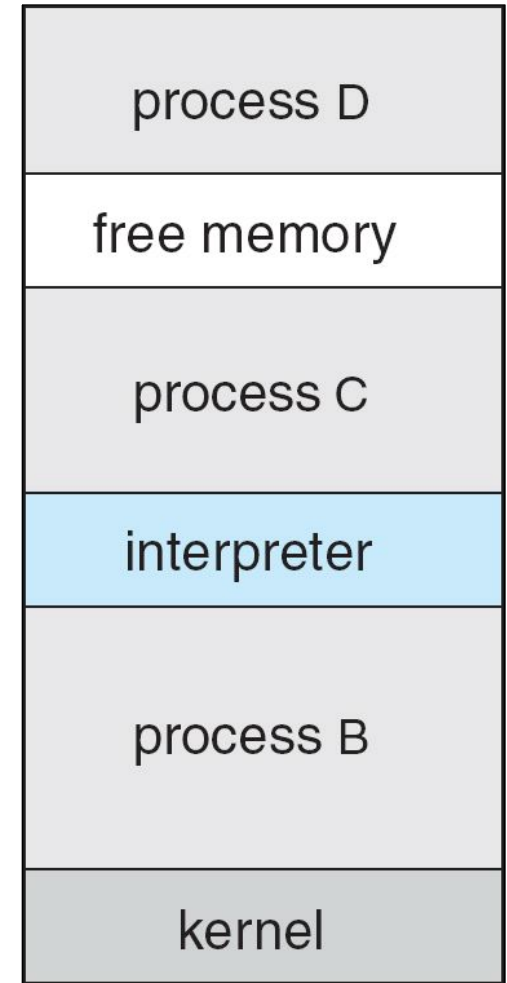 process D
free memory
process C
interpreter
process B
kernel